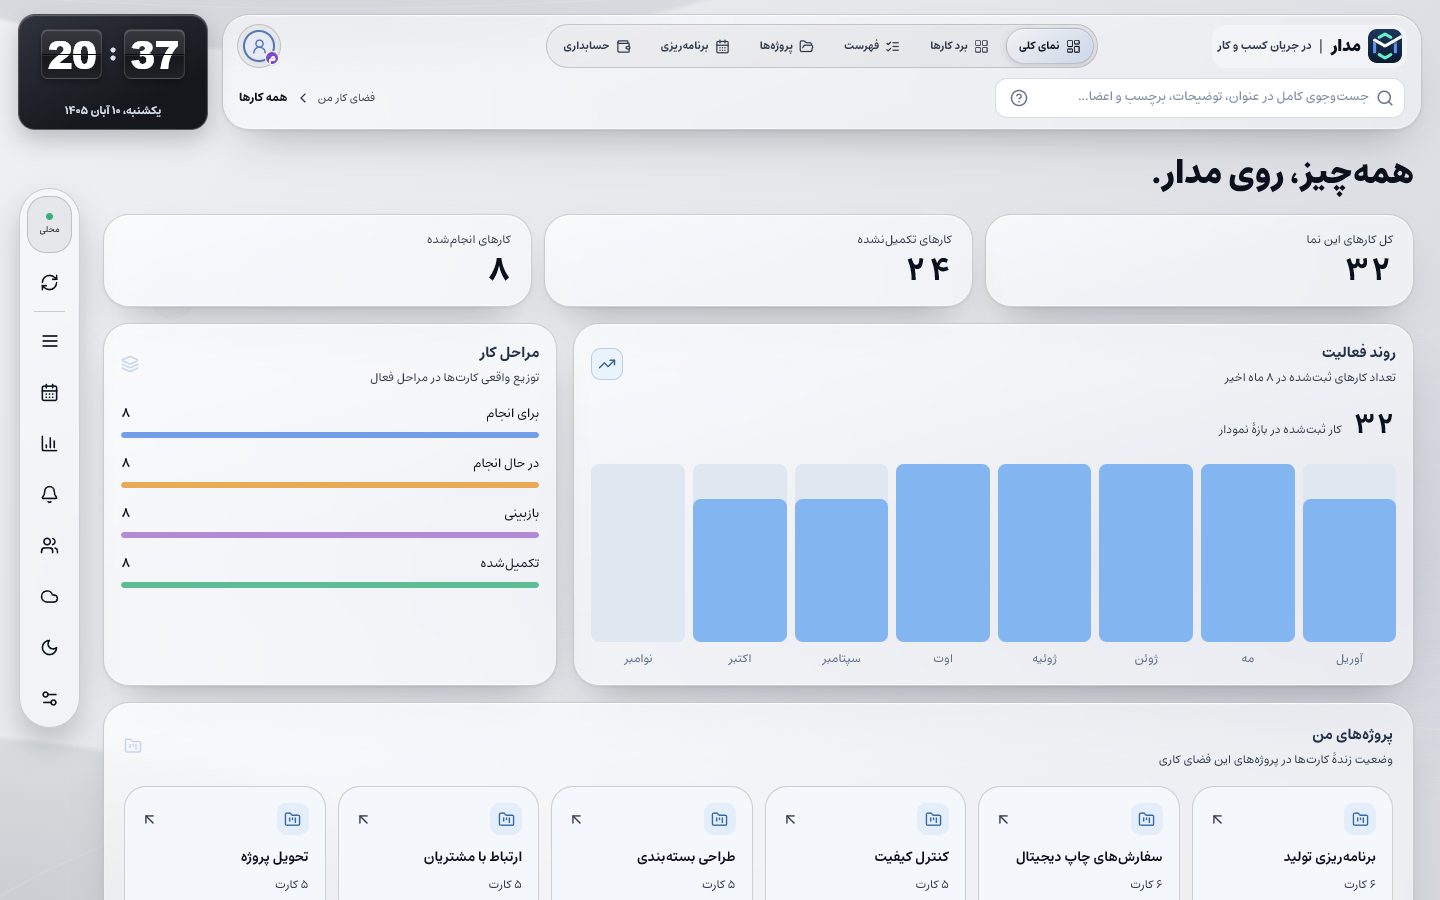 مدار | در جریان کسب و کار
نمای کلی
برد کارها
فهرست
پروژه‌ها
برنامه‌ریزی
حسابداری
م
20 : 37
یکشنبه، ۱۰ آبان ۱۴۰۵
جست‌وجوی کامل در عنوان، توضیحات، برچسب و اعضا...
فضای کار من
همه کارها
همه‌چیز، روی مدار.
محلی
کل کارهای این نما
۳۲
کارهای تکمیل‌نشده
۲۴
کارهای انجام‌شده
۸
روند فعالیت
تعداد کارهای ثبت‌شده در ۸ ماه اخیر
۳۲ کار ثبت‌شده در بازهٔ نمودار
آوریل
مه
ژوئن
ژوئیه
اوت
سپتامبر
اکتبر
نوامبر
مراحل کار
توزیع واقعی کارت‌ها در مراحل فعال
برای انجام ۸
در حال انجام ۸
بازبینی ۸
تکمیل‌شده ۸
پروژه‌های من
وضعیت زندهٔ کارت‌ها در پروژه‌های این فضای کاری
برنامه‌ریزی تولید
۶ کارت
سفارش‌های چاپ دیجیتال
۶ کارت
کنترل کیفیت
۵ کارت
طراحی بسته‌بندی
۵ کارت
ارتباط با مشتریان
۵ کارت
تحویل پروژه
۵ کارت